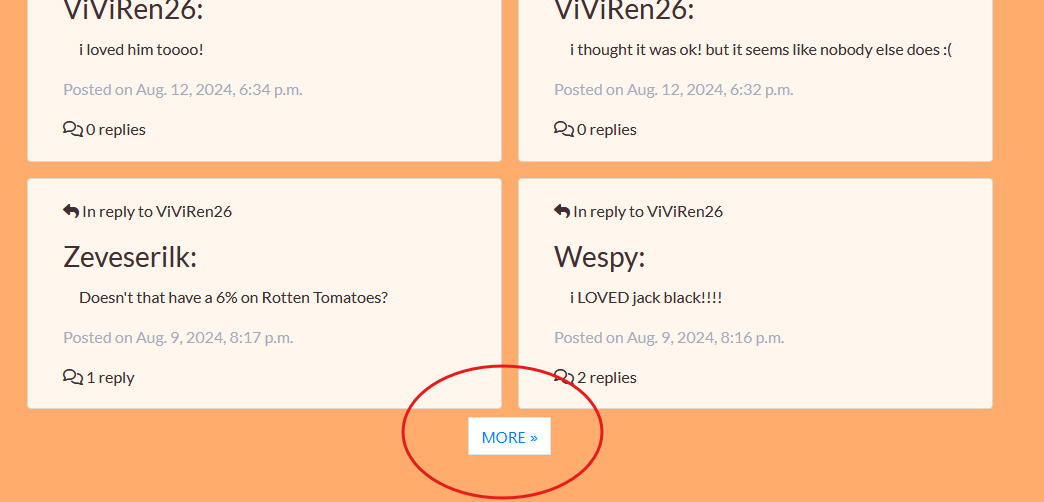 ViViRen26:
i loved him toooo!
Posted on Aug. 12, 2024, 6:34 p.m.
0 replies
ViViRen26:
i thought it was ok! but it seems like nobody else does :(
Posted on Aug. 12, 2024, 6:32 p.m.
0 replies
In reply to ViViRen26
Zeveserilk:
Doesn't that have a 6% on Rotten Tomatoes?
Posted on Aug. 9, 2024, 8:17 p.m.
1 reply
In reply to ViViRen26
Wespy:
i LOVED jack black!!!!
Posted on Aug. 9, 2024, 8:16 p.m.
2 replies
MORE »